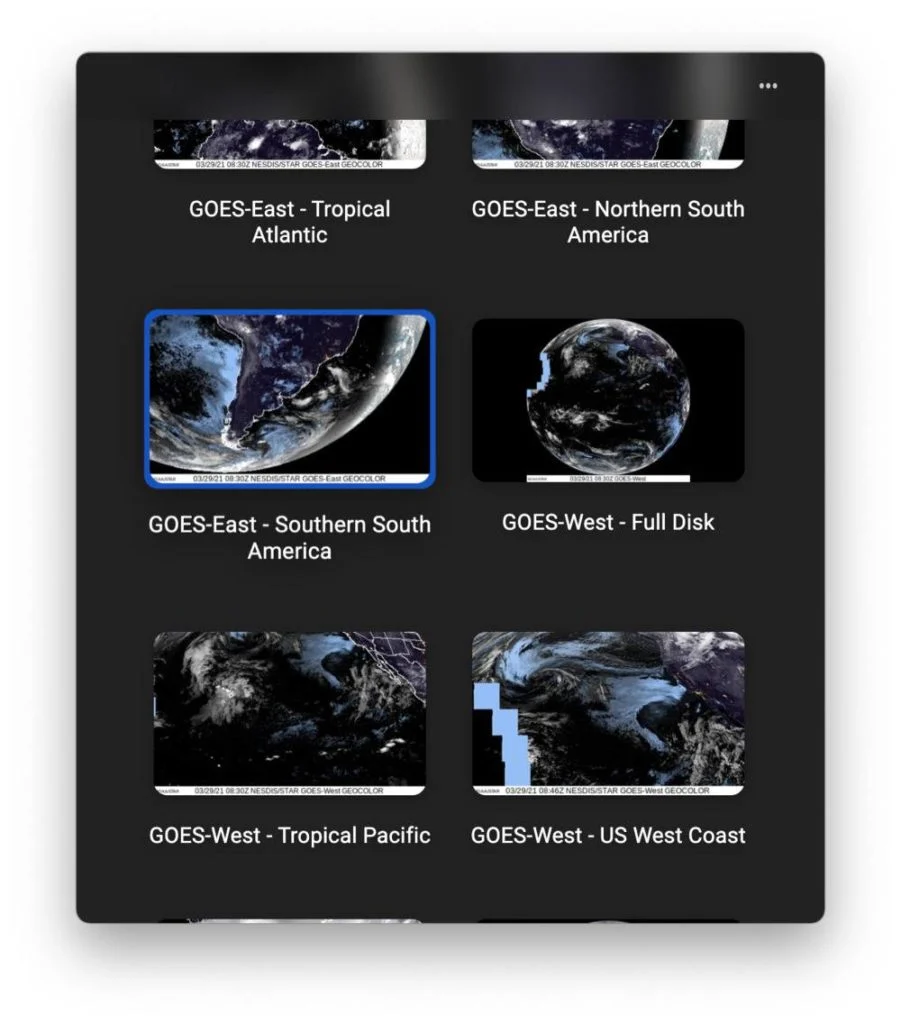 03/29/21 08:30Z NESDIS/STAR GOES-East GEOCOLOR
03/29/21 08:30Z NESDIS/STAR GOES-East GEOCOLOR
GOES-East - Tropical
Atlantic
GOES-East - Northern South
America
03/29/21 08:30Z NESDIS/STAR GOES-East GEOCOLOR
03/29/21 08:30Z GOES-West
GOES-East - Southern South
America
GOES-West - Full Disk
03/29/21 08:30Z NESDIS/STAR GOES-West GEOCOLOR
03/29/21 08:46Z NESDIS/STAR GOES-West GEOCOLOR
GOES-West - Tropical Pacific
GOES-West - US West Coast